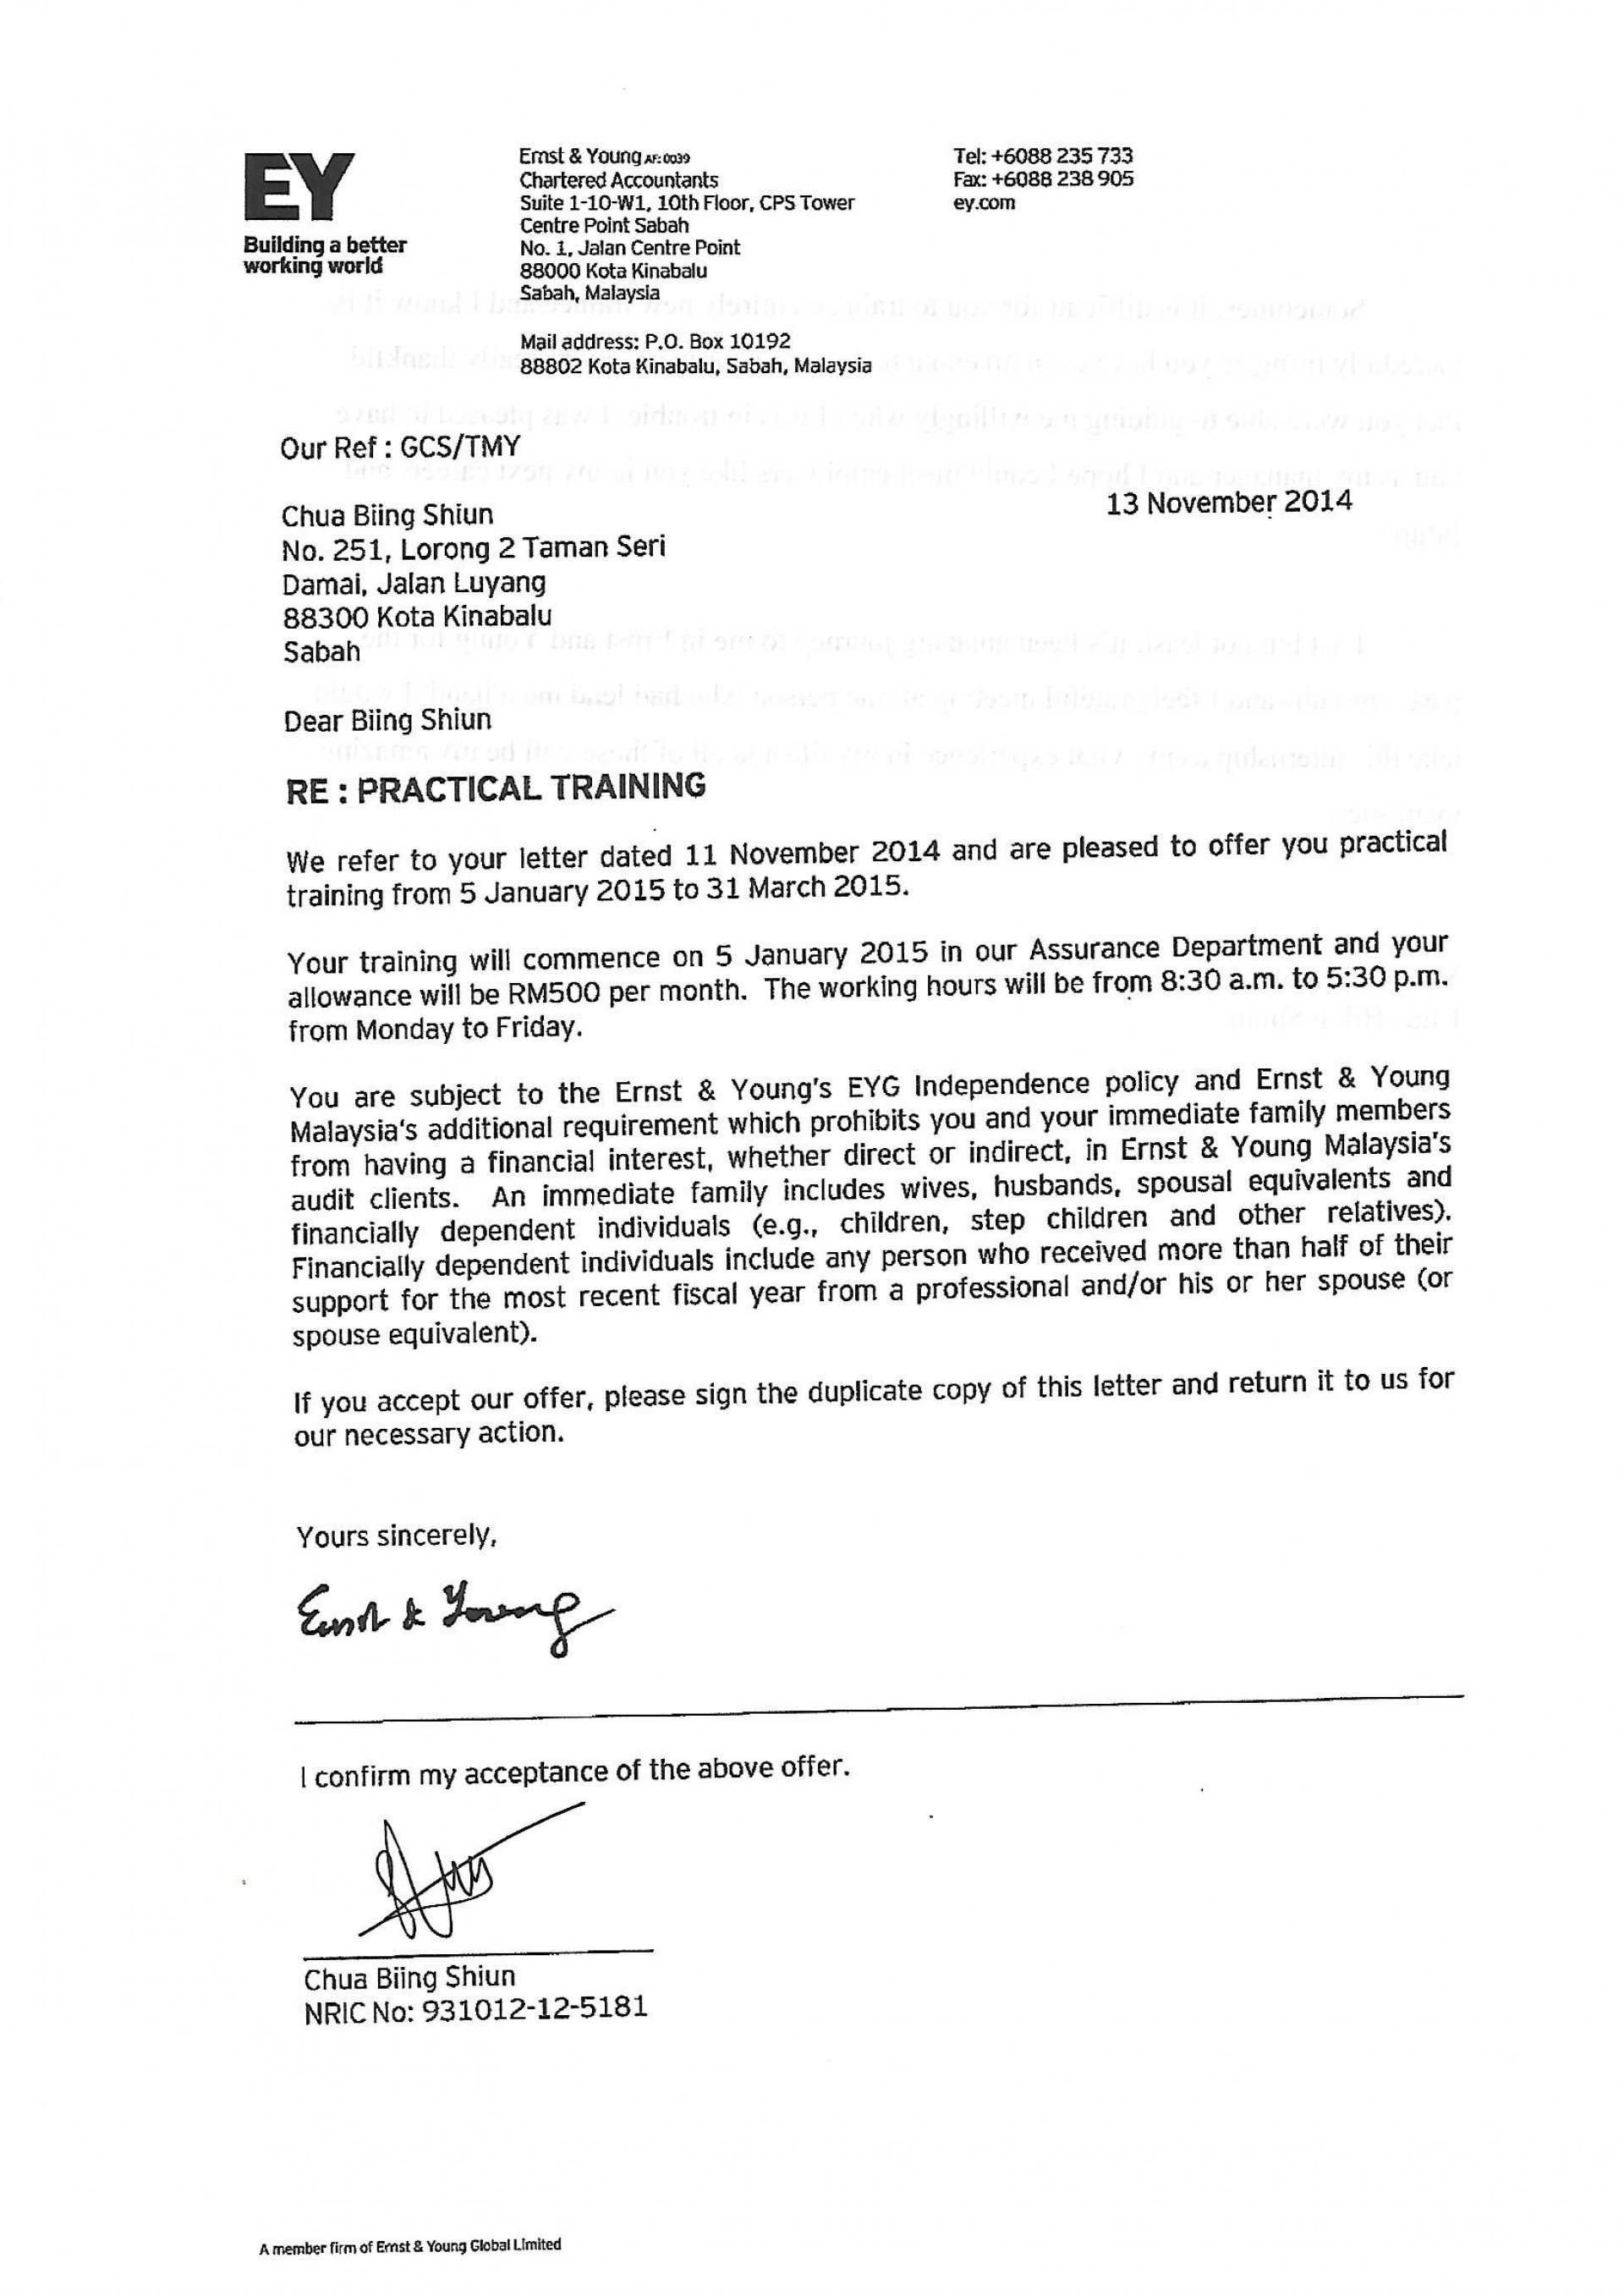 EY
Building a better
working world
Ernst & Young AF: 0039
Chartered Accountants
Suite 1-10-W1, 10th Floor, CPS Tower
Centre Point Sabah
No. 1, Jalan Centre Point
88000 Kota Kinabalu
Sabah, Malaysia
Mail address: P.O. Box 10192
88802 Kota Kinabalu, Sabah, Malaysia
Tel: +6088 235 733
Fax: +6088 238 905
ey.com
Our Ref : GCS/TMY
13 November 2014
Chua Biing Shiun
No. 251, Lorong 2 Taman Seri
Damai, Jalan Luyang
88300 Kota Kinabalu
Sabah
Dear Biing Shiun
RE : PRACTICAL TRAINING
We refer to your letter dated 11 November 2014 and are pleased to offer you practical
training from 5 January 2015 to 31 March 2015.
Your training will commence on 5 January 2015 in our Assurance Department and your
allowance will be RM500 per month. The working hours will be from 8:30 a.m. to 5:30 p.m.
from Monday to Friday.
You are subject to the Ernst & Young's EYG Independence policy and Ernst & Young
Malaysia's additional requirement which prohibits you and your immediate family members
from having a financial interest, whether direct or indirect, in Ernst & Young Malaysia's
audit clients. An immediate family includes wives, husbands, spousal equivalents and
financially dependent individuals (e.g., children, step children and other relatives).
Financially dependent individuals include any person who received more than half of their
support for the most recent fiscal year from a professional and/or his or her spouse (or
spouse equivalent).
If you accept our offer, please sign the duplicate copy of this letter and return it to us for
our necessary action.
Yours sincerely,
Ernst & Young
I confirm my acceptance of the above offer.
Chua Biing Shiun
NRIC No: 931012-12-5181
A member firm of Ernst & Young Global Limited